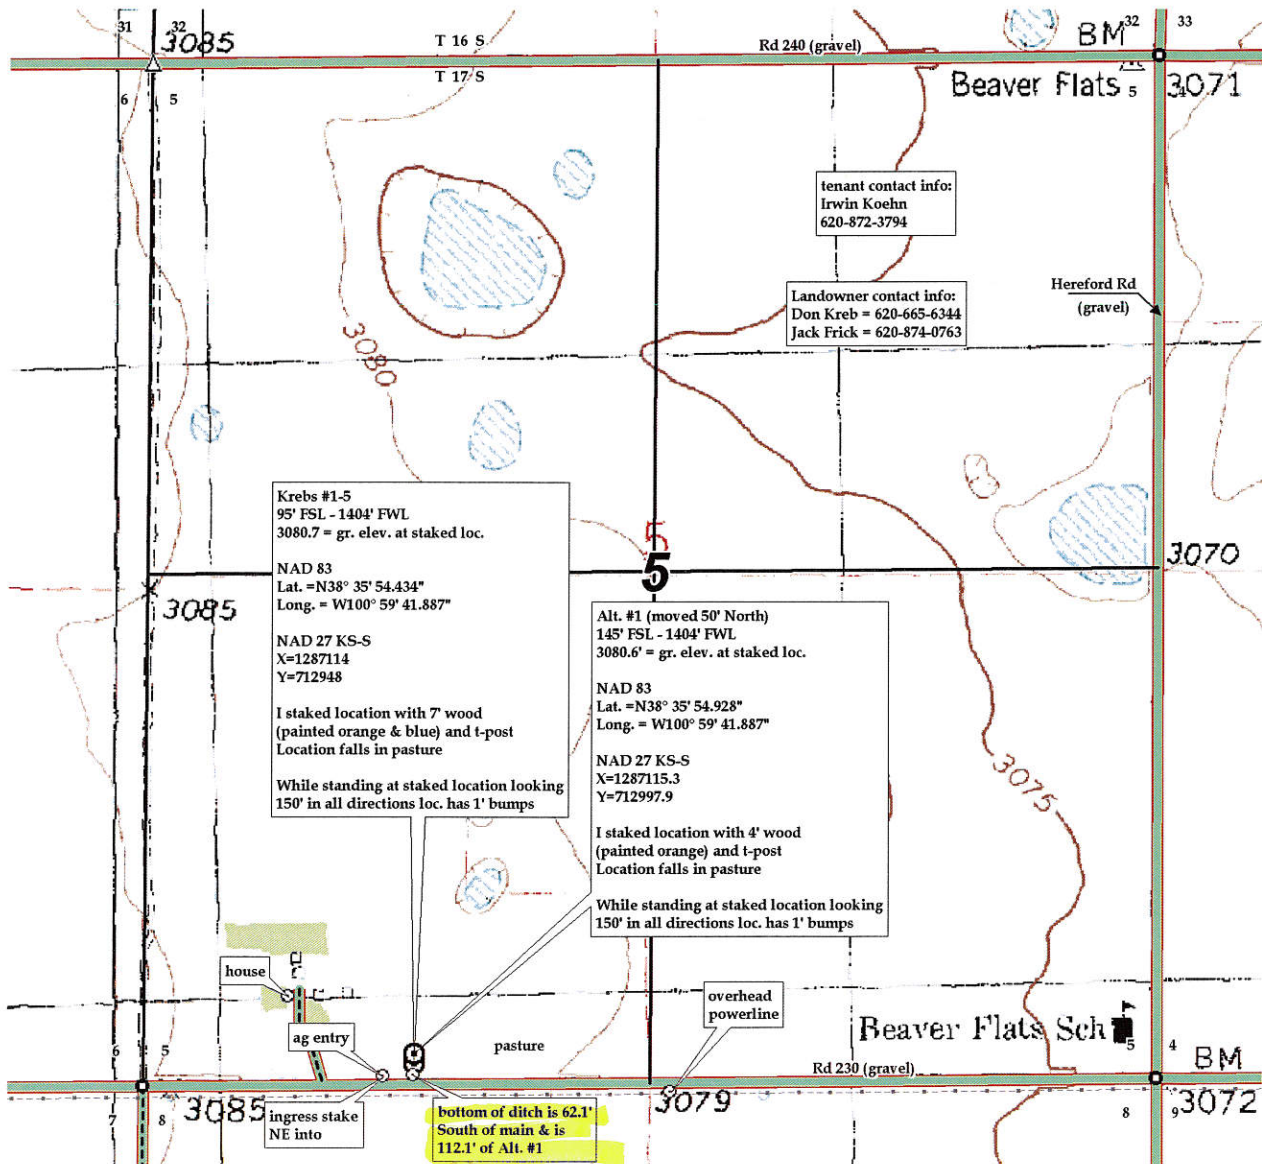 31
32
3085
T 16 S
Rd 240 (gravel)
BM
32
33
T 17 S
6
5
Beaver Flats
5
4
3071
tenant contact info:
Irwin Koehn
620-872-3794
Landowner contact info:
Don Kreb = 620-665-6344
Jack Frick = 620-874-0763
Hereford Rd
(gravel)
3080
Krebs #1-5
95' FSL - 1404' FWL
3080.7 = gr. elev. at staked loc.
NAD 83
Lat. =N38° 35' 54.434"
Long. = W100° 59' 41.887"
NAD 27 KS-S
X=1287114
Y=712948
I staked location with 7' wood
(painted orange & blue) and t-post
Location falls in pasture
While standing at staked location looking
150' in all directions loc. has 1' bumps
5
5
3070
3085
Alt. #1 (moved 50' North)
145' FSL - 1404' FWL
3080.6' = gr. elev. at staked loc.
NAD 83
Lat. =N38° 35' 54.928"
Long. = W100° 59' 41.887"
NAD 27 KS-S
X=1287115.3
Y=712997.9
I staked location with 4' wood
(painted orange) and t-post
Location falls in pasture
While standing at staked location looking
150' in all directions loc. has 1' bumps
3075
house
overhead
powerline
ag entry
pasture
Beaver Flats Sch
6
5
Rd 230 (gravel)
5
4
BM
3085
7
8
ingress stake
NE into
bottom of ditch is 62.1'
South of main & is
112.1' of Alt. #1
3079
8
9
3072